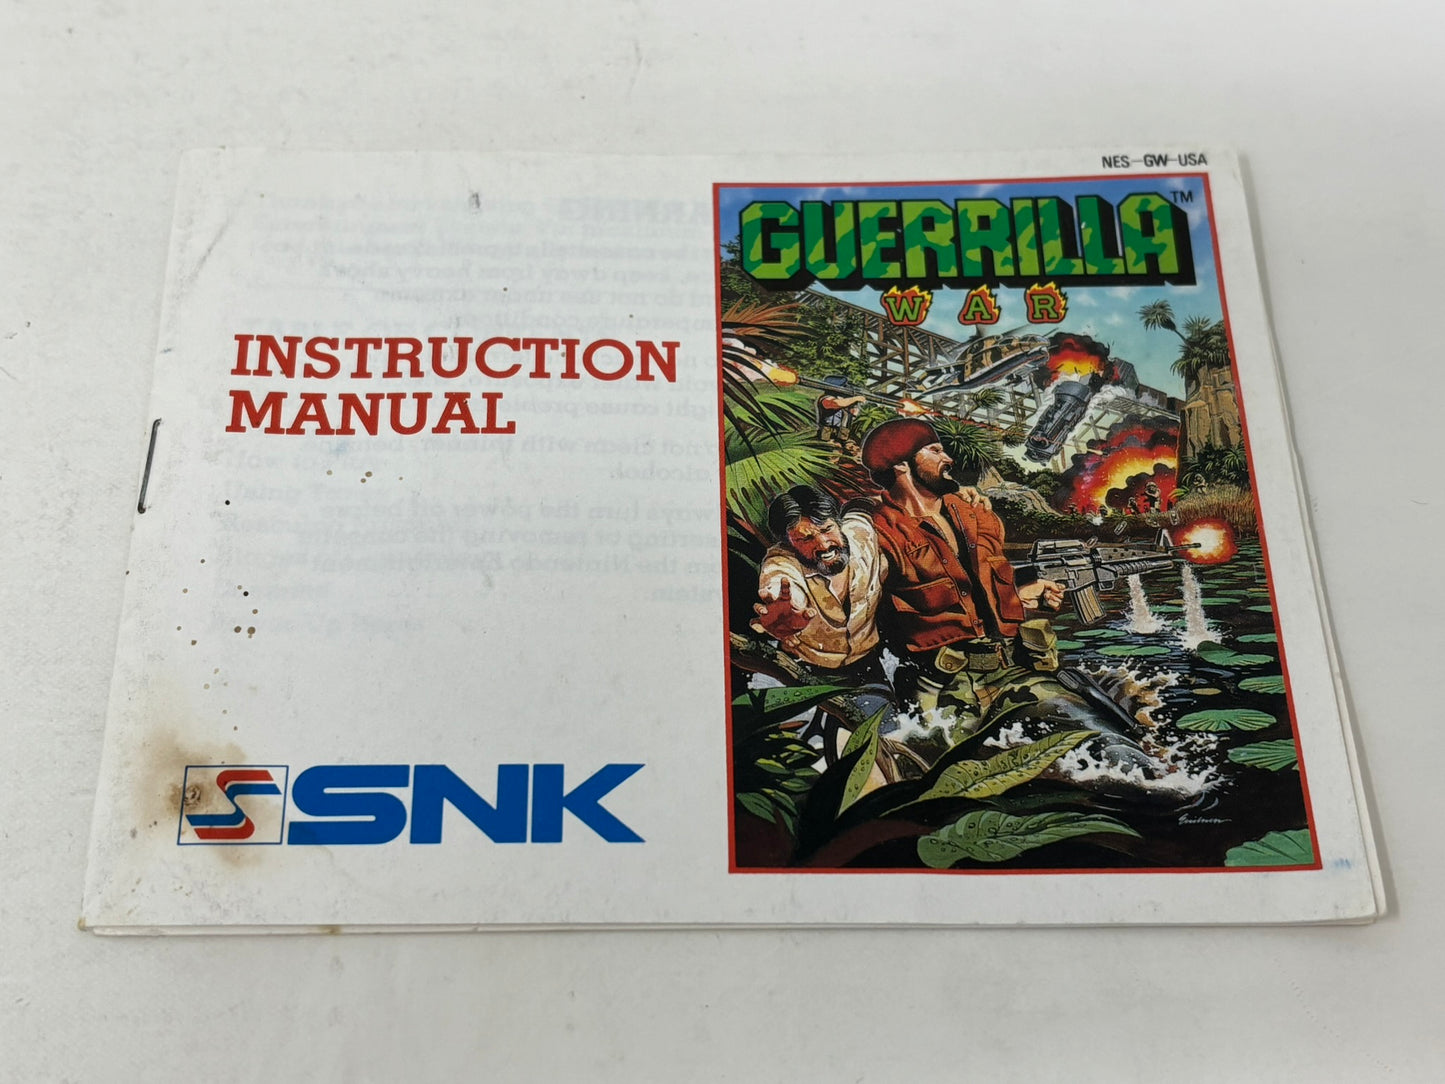 NES-GW-USA
GUERRILLA™
WAR
INSTRUCTION
MANUAL
SNK